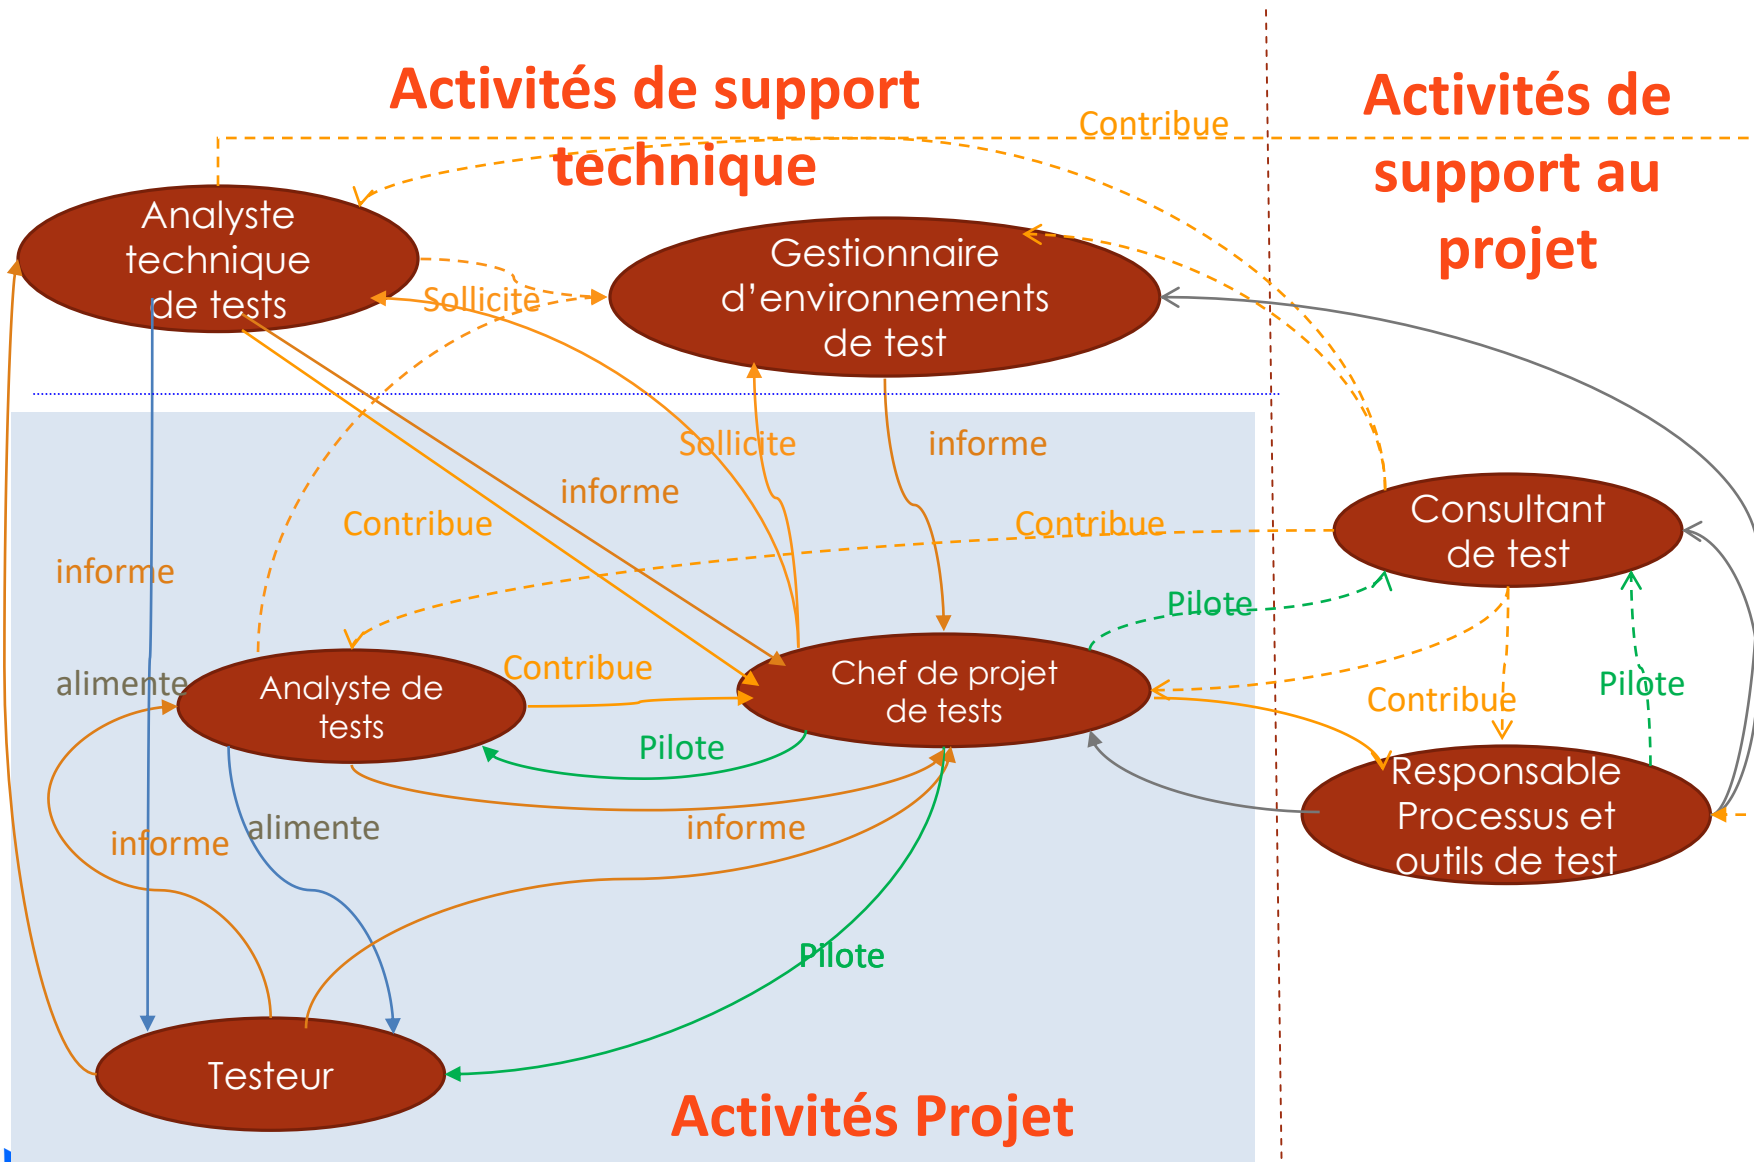 Activités de support
technique
Activités de
support au
projet
Contribue
Analyste
technique
de tests
Gestionnaire
d’environnements
de test
Sollicite
Sollicite
informe
informe
Contribue
Contribue
Consultant
de test
informe
Pilote
alimente
Contribue
Analyste de
tests
Chef de projet
de tests
Contribue
Pilote
Pilote
Responsable
Processus et
outils de test
informe
alimente
informe
Pilote
Testeur
Activités Projet